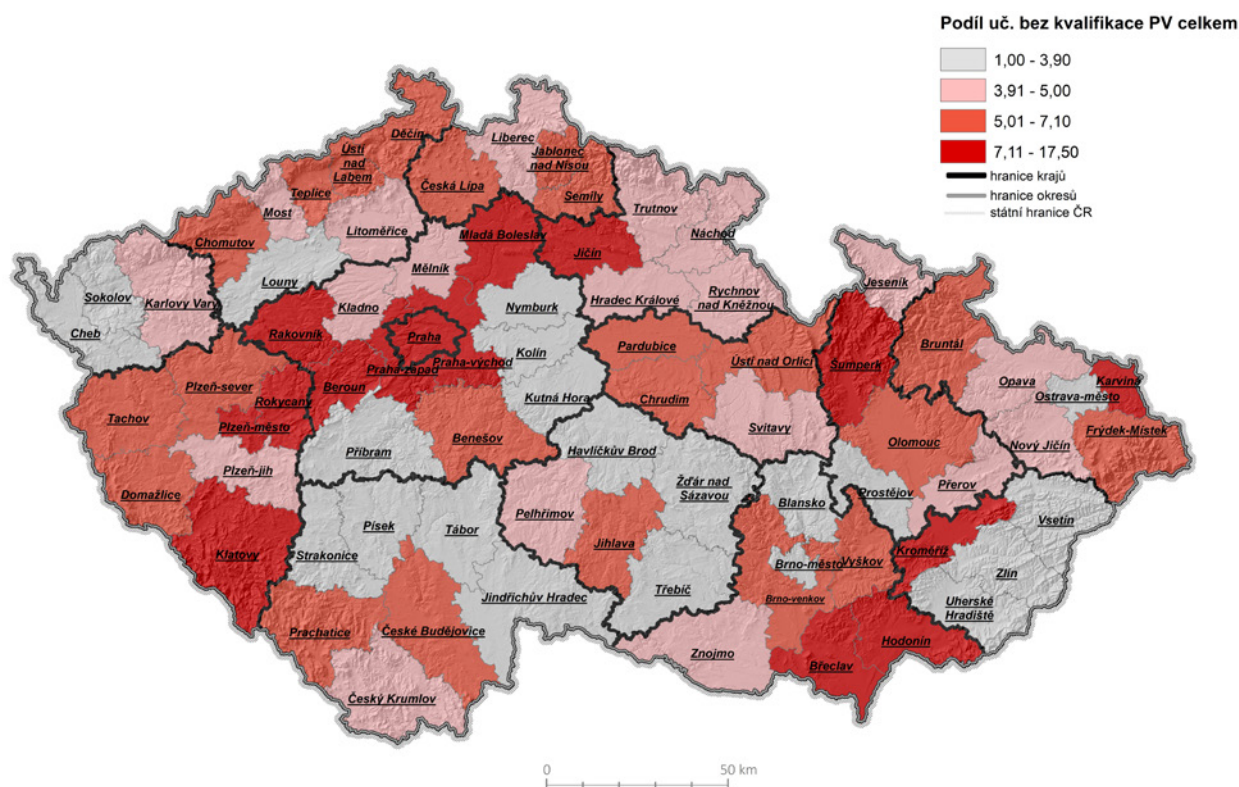 Podíl uč. bez kvalifikace PV celkem
1,00 - 3,90
3,91 - 5,00
5,01 - 7,10
7,11 - 17,50
hranice krajů
hranice okresů
státní hranice ČR
Děčín
Liberec
Ústí
nad
Labem
Jablonec
nad Nisou
Teplice
Česká Lípa
Semily
Most
Trutnov
Litoměřice
Mladá Boleslav
Náchod
Chomutov
Jičín
Mělník
Louny
Jeseník
Sokolov
Karlovy Vary
Kladno
Nymburk
Hradec Králové
Rychnov
nad Kněžnou
Cheb
Rakovník
Praha
Pardubice
Bruntál
Kolín
Ústí nad Orlicí
Praha-západ
Praha-východ
Šumperk
Plzeň-sever
Beroun
Opava
Karviná
Rokycany
Kutná Hora
Chrudim
Ostrava-město
Tachov
Plzeň-město
Svitavy
Frýdek-Místek
Benešov
Olomouc
Nový Jičín
Příbram
Havlíčkův Brod
Plzeň-jih
Žďár nad
Sázavou
Přerov
Domažlice
Prostějov
Blansko
Pelhřimov
Vsetín
Písek
Tábor
Jihlava
Klatovy
Strakonice
Kroměříž
Brno-město
Vyškov
Zlín
Třebíč
Jindřichův Hradec
Brno-venkov
Uherské
Hradiště
Prachatice
České Budějovice
Hodonín
Znojmo
Břeclav
Český Krumlov
0
50 km